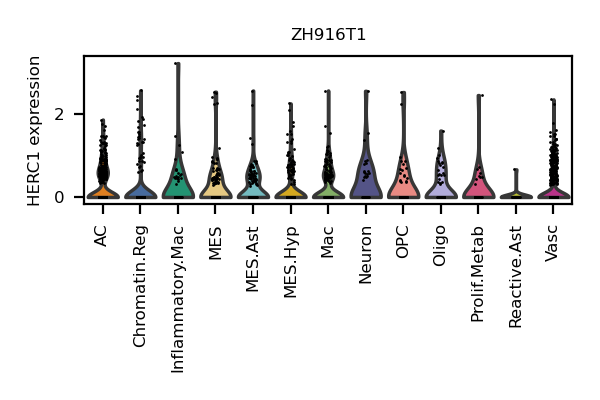 ZH916T1
HERC1 expression
2
0
AC
Chromatin.Reg
Inflammatory.Mac
MES
MES.Ast
MES.Hyp
Mac
Neuron
OPC
Oligo
Prolif.Metab
Reactive.Ast
Vasc